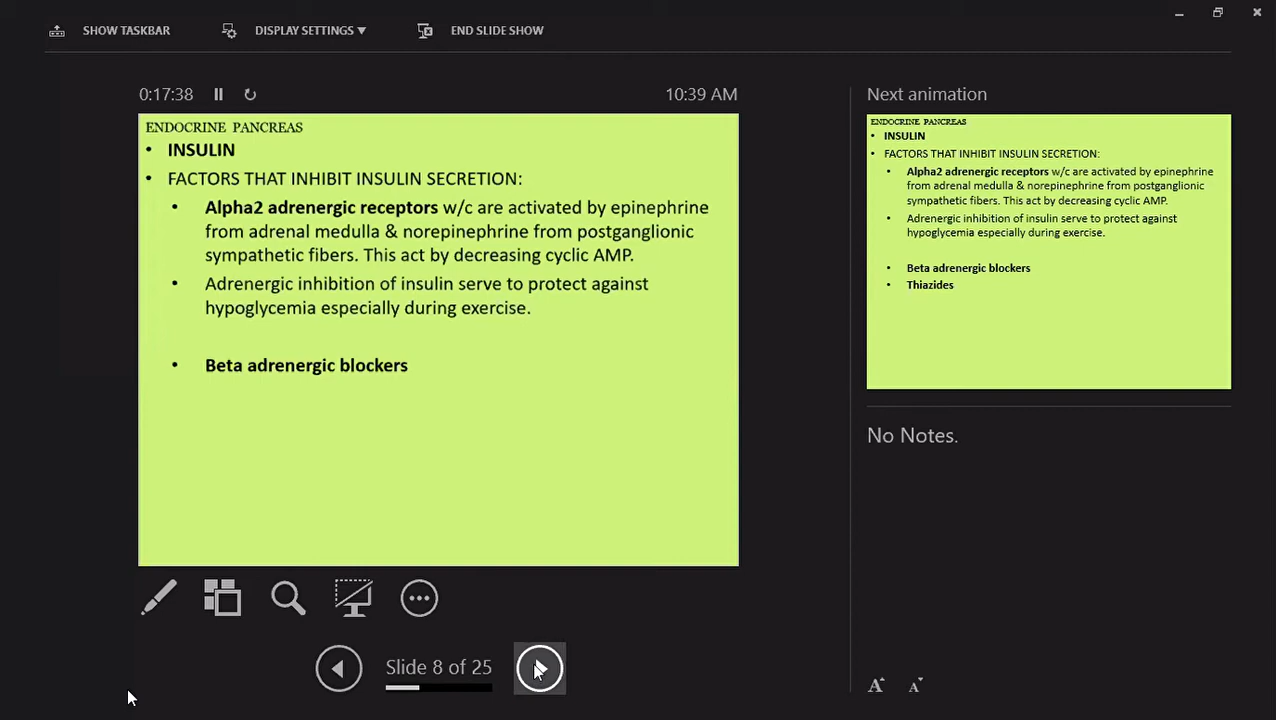 SHOW TASKBAR
DISPLAY SETTINGS ▼
END SLIDE SHOW
0:17:38
10:39 AM
ENDOCRINE PANCREAS
• INSULIN
• FACTORS THAT INHIBIT INSULIN SECRETION:
• Alpha2 adrenergic receptors w/c are activated by epinephrine
from adrenal medulla & norepinephrine from postganglionic
sympathetic fibers. This act by decreasing cyclic AMP.
• Adrenergic inhibition of insulin serve to protect against
hypoglycemia especially during exercise.
• Beta adrenergic blockers
Slide 8 of 25
Next animation
ENDOCRINE PANCREAS
• INSULIN
• FACTORS THAT INHIBIT INSULIN SECRETION:
• Alpha2 adrenergic receptors w/c are activated by epinephrine
from adrenal medulla & norepinephrine from postganglionic
sympathetic fibers. This act by decreasing cyclic AMP.
• Adrenergic inhibition of insulin serve to protect against
hypoglycemia especially during exercise.
• Beta adrenergic blockers
• Thiazides
No Notes.
A A